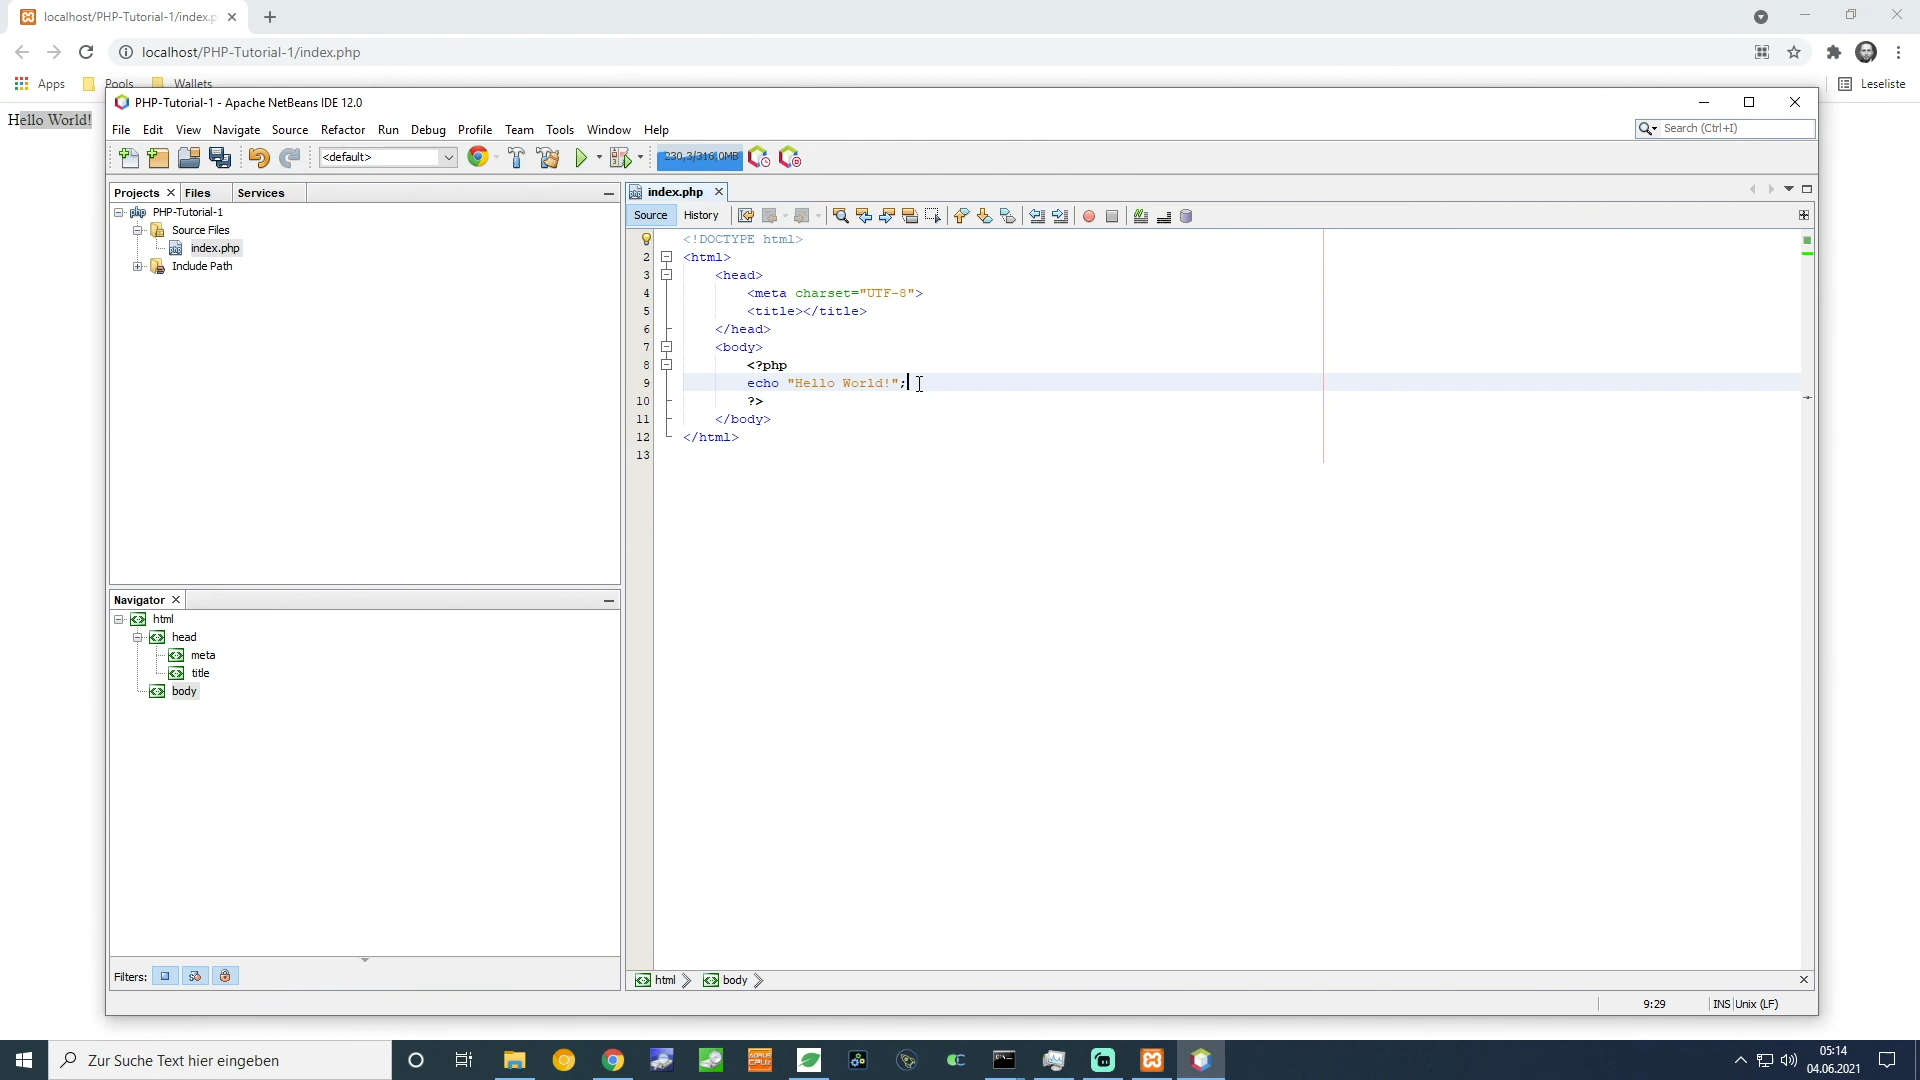 localhost/PHP-Tutorial-1/index.p
localhost/PHP-Tutorial-1/index.php
Apps
Pools
Wallets
Leseliste
Hello World!
PHP-Tutorial-1 - Apache NetBeans IDE 12.0
File Edit View Navigate Source Refactor Run Debug Profile Team Tools Window Help
Search (Ctrl+I)
<default>
230,3/316,0MB
Projects Files Services
index.php
PHP-Tutorial-1
Source Files
index.php
Include Path
Source History
<!DOCTYPE html>
2 <html>
3 <head>
4 <meta charset="UTF-8">
5 <title></title>
6 </head>
7 <body>
8 <?php
9 echo "Hello World!";
10 ?>
11 </body>
12 </html>
13
Navigator
html
head
meta
title
body
Filters:
html body
9:29 INS Unix (LF)
Zur Suche Text hier eingeben
05:14
04.06.2021